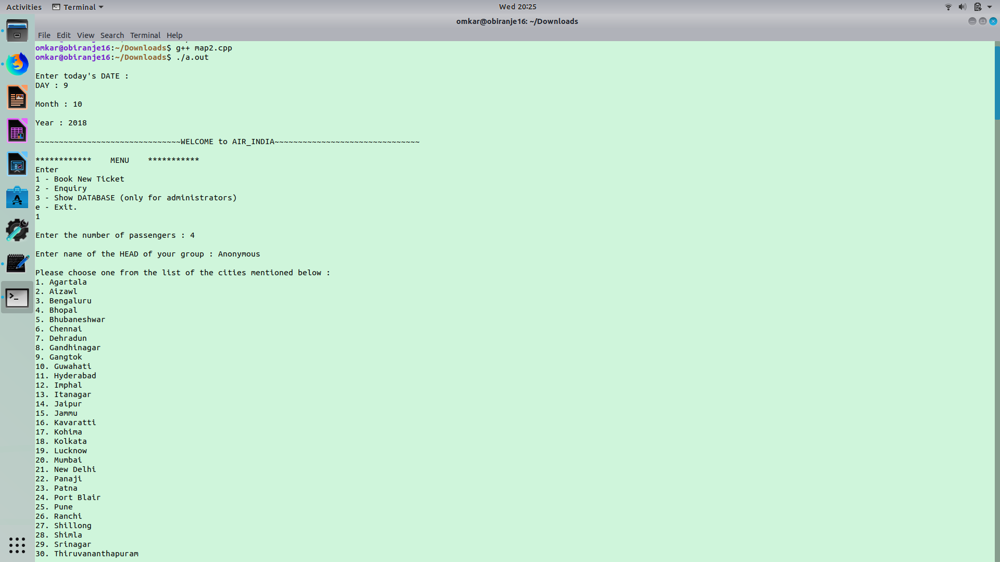 Activities Terminal Wed 20:25
omkar@obiranje16: ~/Downloads
File Edit View Search Terminal Help
omkar@obiranje16:~/Downloads$ g++ map2.cpp
omkar@obiranje16:~/Downloads$ ./a.out
Enter today's DATE :
DAY : 9
Month : 10
Year : 2018
~~~~~~~~~~~~~~~~~~~~~~~~~~~~~~~WELCOME to AIR_INDIA~~~~~~~~~~~~~~~~~~~~~~~~~~~~~~~
************    MENU    ***********
Enter
1 - Book New Ticket
2 - Enquiry
3 - Show DATABASE (only for administrators)
e - Exit.
1
Enter the number of passengers : 4
Enter name of the HEAD of your group : Anonymous
Please choose one from the list of the cities mentioned below :
1. Agartala
2. Aizawl
3. Bengaluru
4. Bhopal
5. Bhubaneshwar
6. Chennai
7. Dehradun
8. Gandhinagar
9. Gangtok
10. Guwahati
11. Hyderabad
12. Imphal
13. Itanagar
14. Jaipur
15. Jammu
16. Kavaratti
17. Kohima
18. Kolkata
19. Lucknow
20. Mumbai
21. New Delhi
22. Panaji
23. Patna
24. Port Blair
25. Pune
26. Ranchi
27. Shillong
28. Shimla
29. Srinagar
30. Thiruvananthapuram